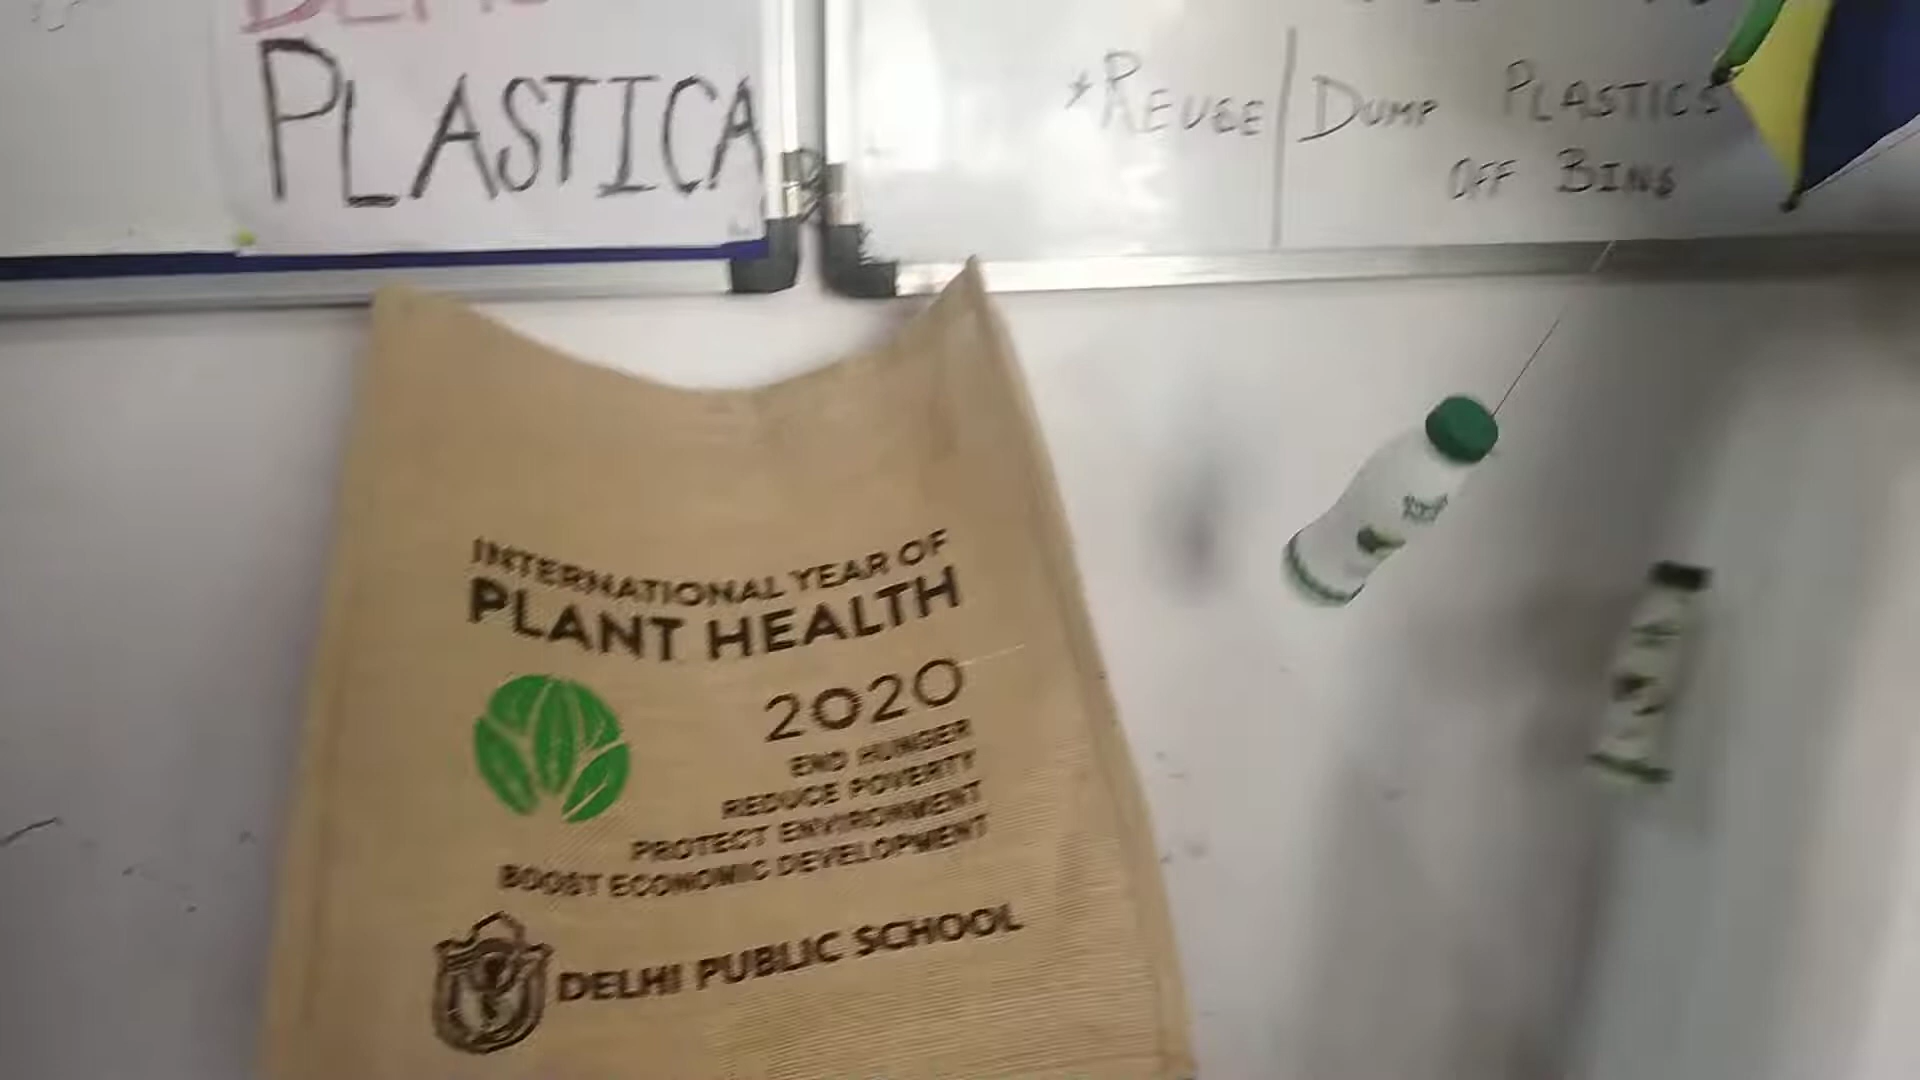 PLASTICA
*REUSE/DUMP PLASTICS
OFF BINS
INTERNATIONAL YEAR OF
PLANT HEALTH
2020
END HUNGER
REDUCE POVERTY
PROTECT ENVIRONMENT
BOOST ECONOMIC DEVELOPMENT
DELHI PUBLIC SCHOOL